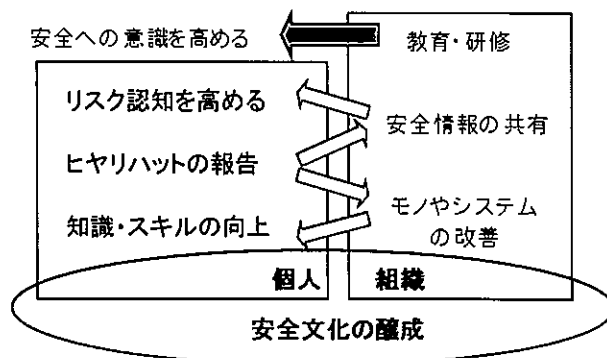 安全への意識を高める
教育・研修
リスク認知を高める
安全情報の共有
ヒヤリハットの報告
モノやシステム
の改善
知識・スキルの向上
個人
組織
安全文化の醸成